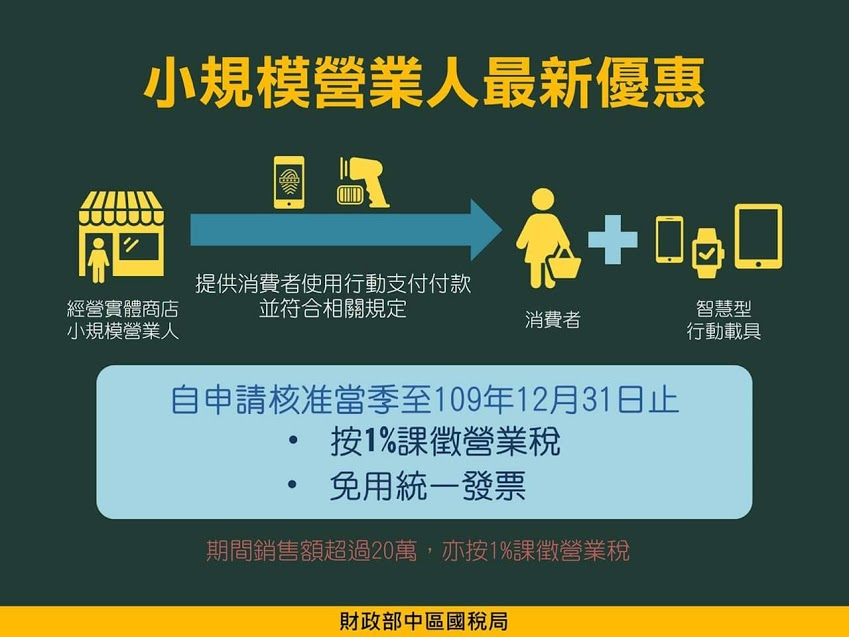 小規模營業人最新優惠
提供消費者使用行動支付付款
並符合相關規定
經營實體商店
小規模營業人
消費者
智慧型
行動載具
自申請核准當季至109年12月31日止
• 按1%課徵營業稅
• 免用統一發票
期間銷售額超過20萬，亦按1%課徵營業稅
財政部中區國稅局